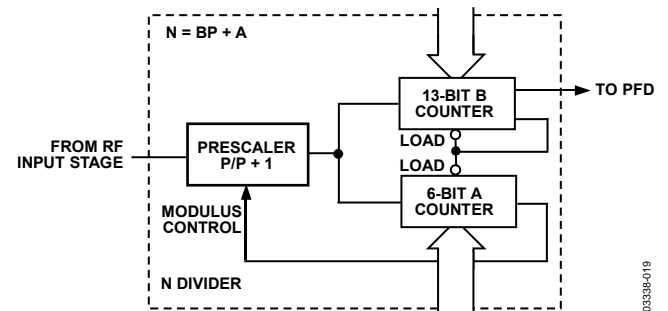 N = BP + A
13-BIT B
COUNTER
TO PFD
LOAD
LOAD
FROM RF
INPUT STAGE
PRESCALER
P/P + 1
6-BIT A
COUNTER
MODULUS
CONTROL
N DIVIDER
03338-019